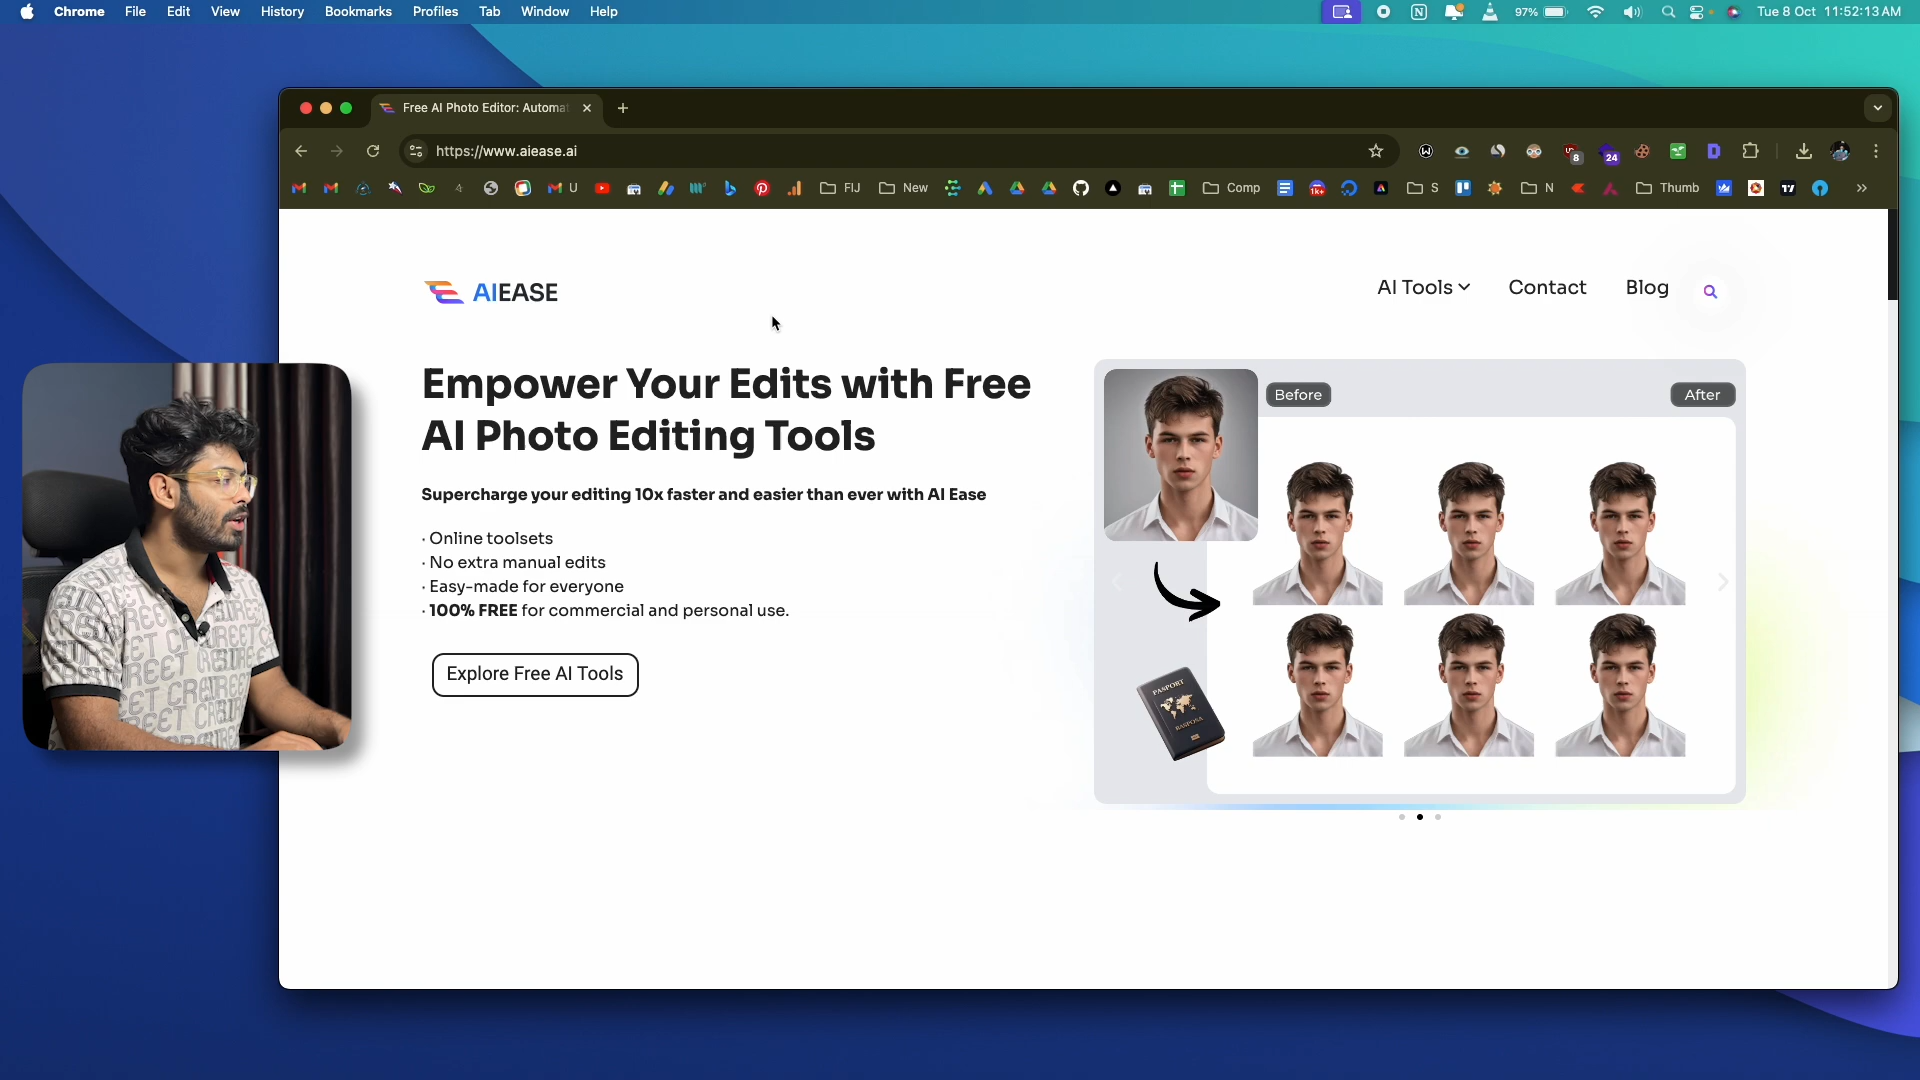 Chrome File Edit View History Bookmarks Profiles Tab Window Help
97% Tue 8 Oct 11:52:13 AM
Free AI Photo Editor: Automat
https://www.aiease.ai
8 24
U FIJ New Comp 1k+ S N Thumb
AIEASE
AI Tools Contact Blog
Empower Your Edits with Free
AI Photo Editing Tools
Supercharge your editing 10x faster and easier than ever with AI Ease
· Online toolsets
· No extra manual edits
· Easy-made for everyone
· 100% FREE for commercial and personal use.
Explore Free AI Tools
Before After
PASPORT